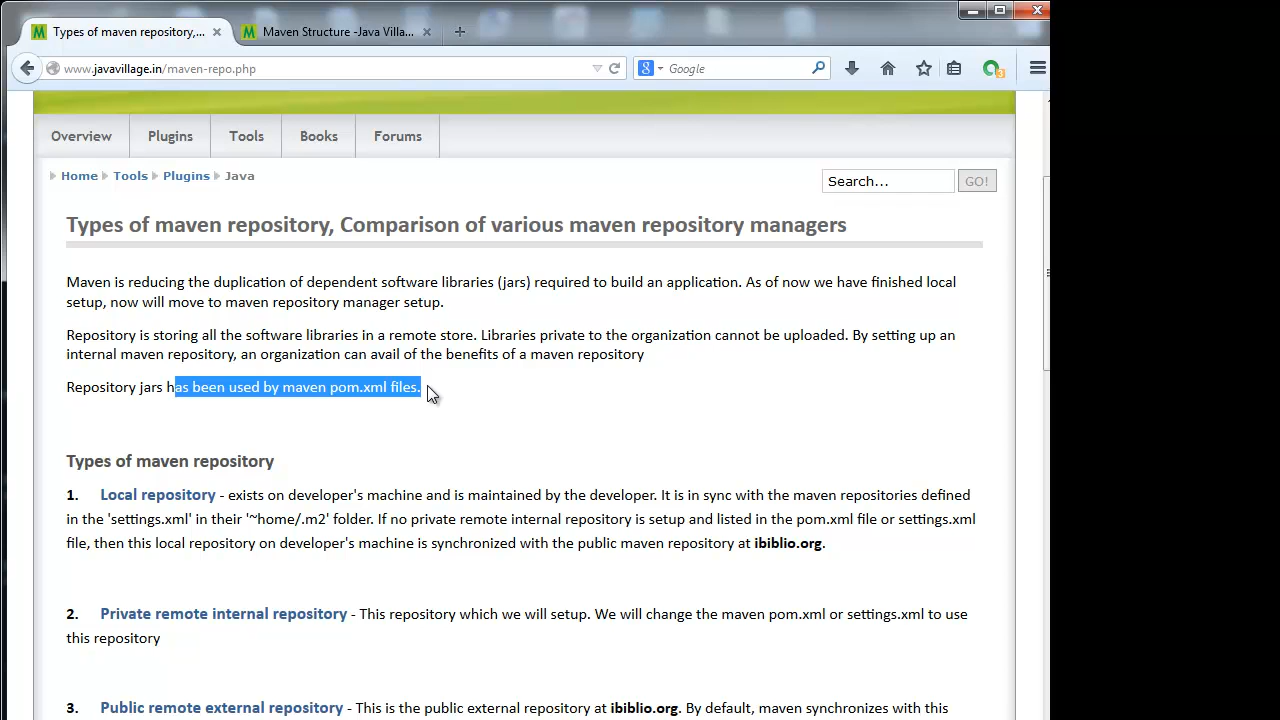 Types of maven repository,...
Maven Structure -Java Villa...
www.javavillage.in/maven-repo.php
Google
3
Overview
Plugins
Tools
Books
Forums
Home Tools Plugins Java
Search...
GO!
Types of maven repository, Comparison of various maven repository managers
Maven is reducing the duplication of dependent software libraries (jars) required to build an application. As of now we have finished local
setup, now will move to maven repository manager setup.
Repository is storing all the software libraries in a remote store. Libraries private to the organization cannot be uploaded. By setting up an
internal maven repository, an organization can avail of the benefits of a maven repository
Repository jars has been used by maven pom.xml files.
Types of maven repository
1. Local repository - exists on developer's machine and is maintained by the developer. It is in sync with the maven repositories defined
in the 'settings.xml' in their '~home/.m2' folder. If no private remote internal repository is setup and listed in the pom.xml file or settings.xml
file, then this local repository on developer's machine is synchronized with the public maven repository at ibiblio.org.
2. Private remote internal repository - This repository which we will setup. We will change the maven pom.xml or settings.xml to use
this repository
3. Public remote external repository - This is the public external repository at ibiblio.org. By default, maven synchronizes with this